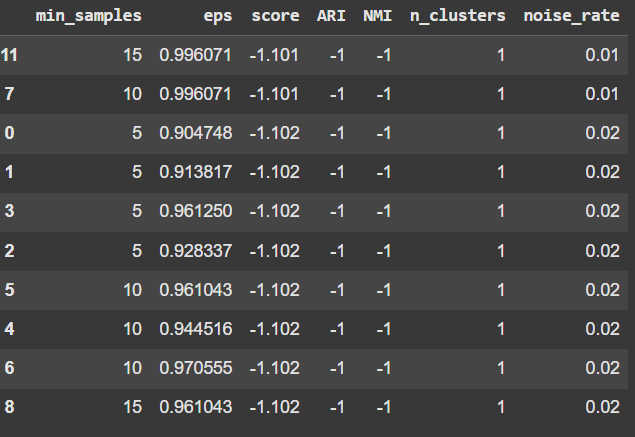 min_samples eps score ARI NMI n_clusters noise_rate
11 15 0.996071 -1.101 -1 -1 1 0.01
7 10 0.996071 -1.101 -1 -1 1 0.01
0 5 0.904748 -1.102 -1 -1 1 0.02
1 5 0.913817 -1.102 -1 -1 1 0.02
3 5 0.961250 -1.102 -1 -1 1 0.02
2 5 0.928337 -1.102 -1 -1 1 0.02
5 10 0.961043 -1.102 -1 -1 1 0.02
4 10 0.944516 -1.102 -1 -1 1 0.02
6 10 0.970555 -1.102 -1 -1 1 0.02
8 15 0.961043 -1.102 -1 -1 1 0.02